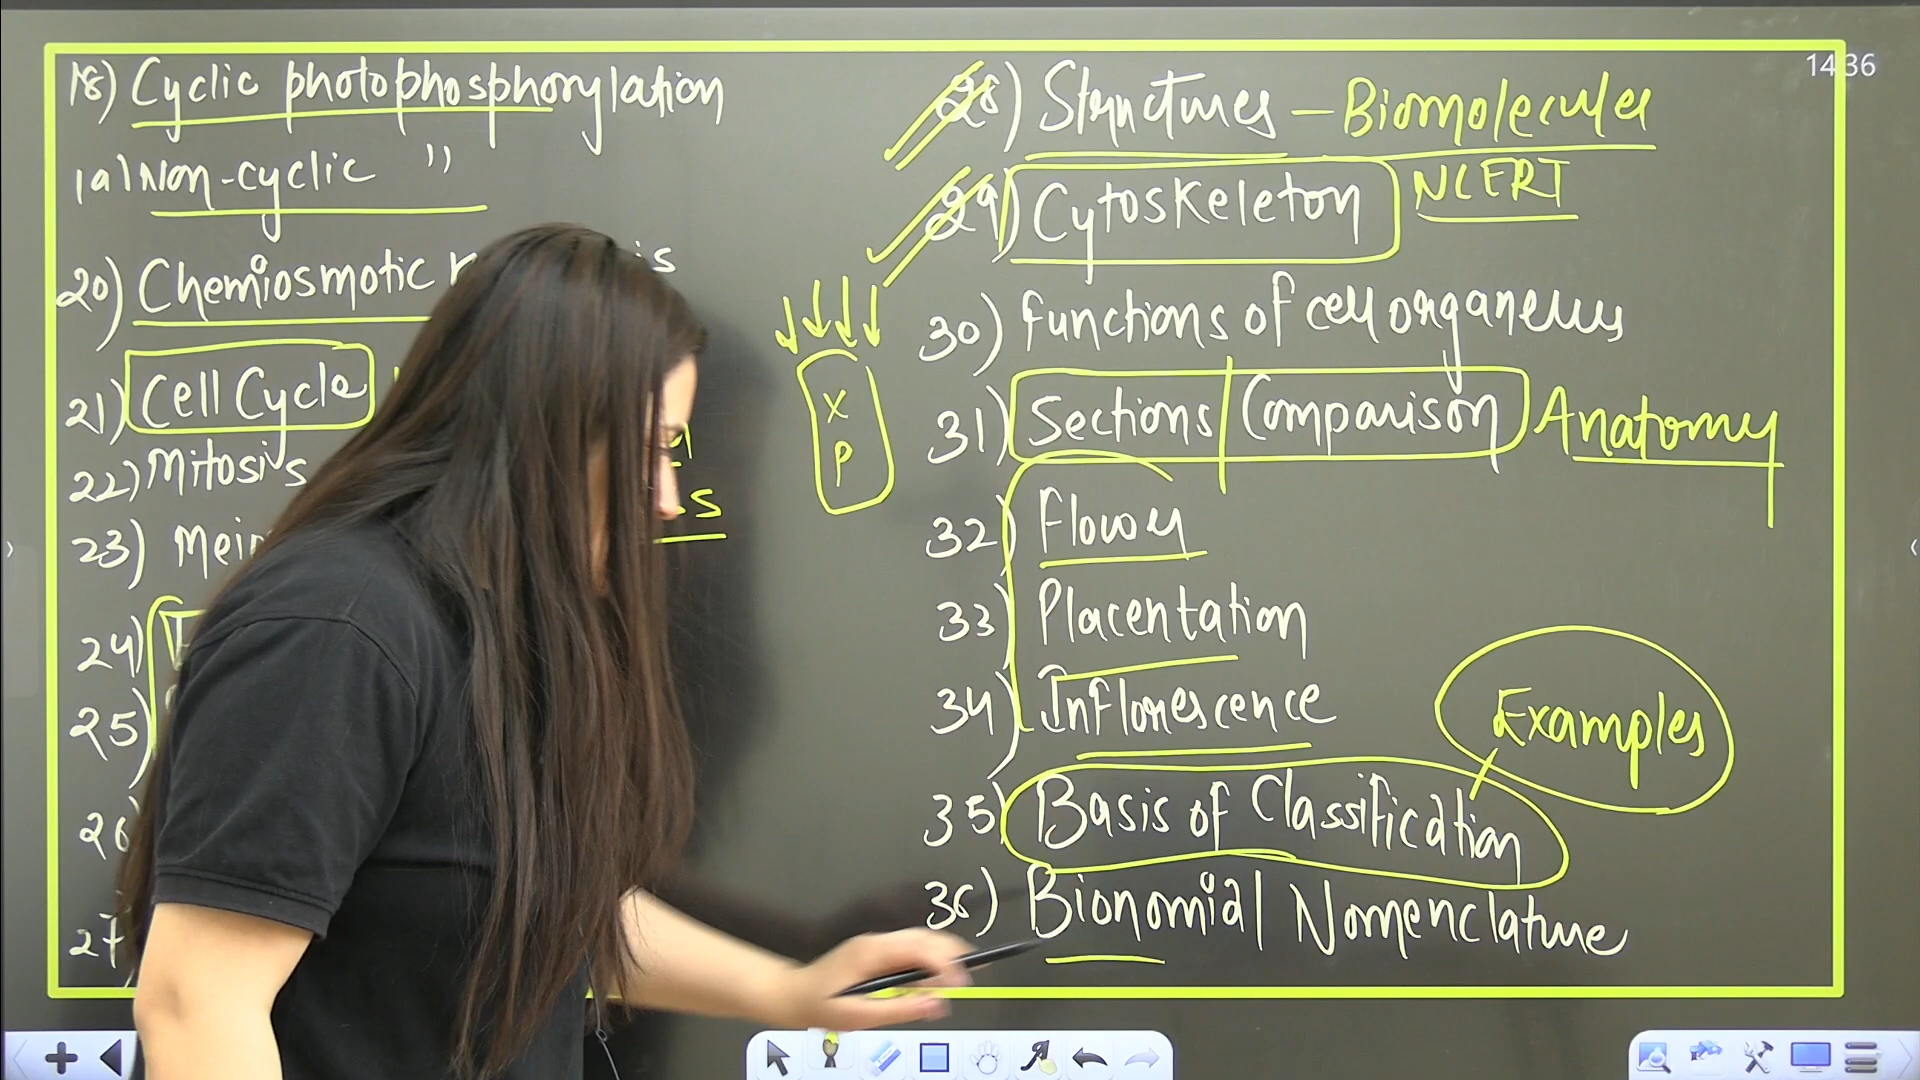 18) Cyclic photophosphorylation
19) Non-cyclic "
20) Chemiosmotic
21) Cell Cycle
22) Mitosis
23)
24)
25)
27
s
28) Structures - Biomolecules
29) Cytoskeleton NCERT
X
P
30) Functions of cell organelles
31) Sections Comparison Anatomy
32) Flower
33) Placentation
34) Inflorescence
Examples
35) Basis of Classification
36) Bionomial Nomenclature
14:36